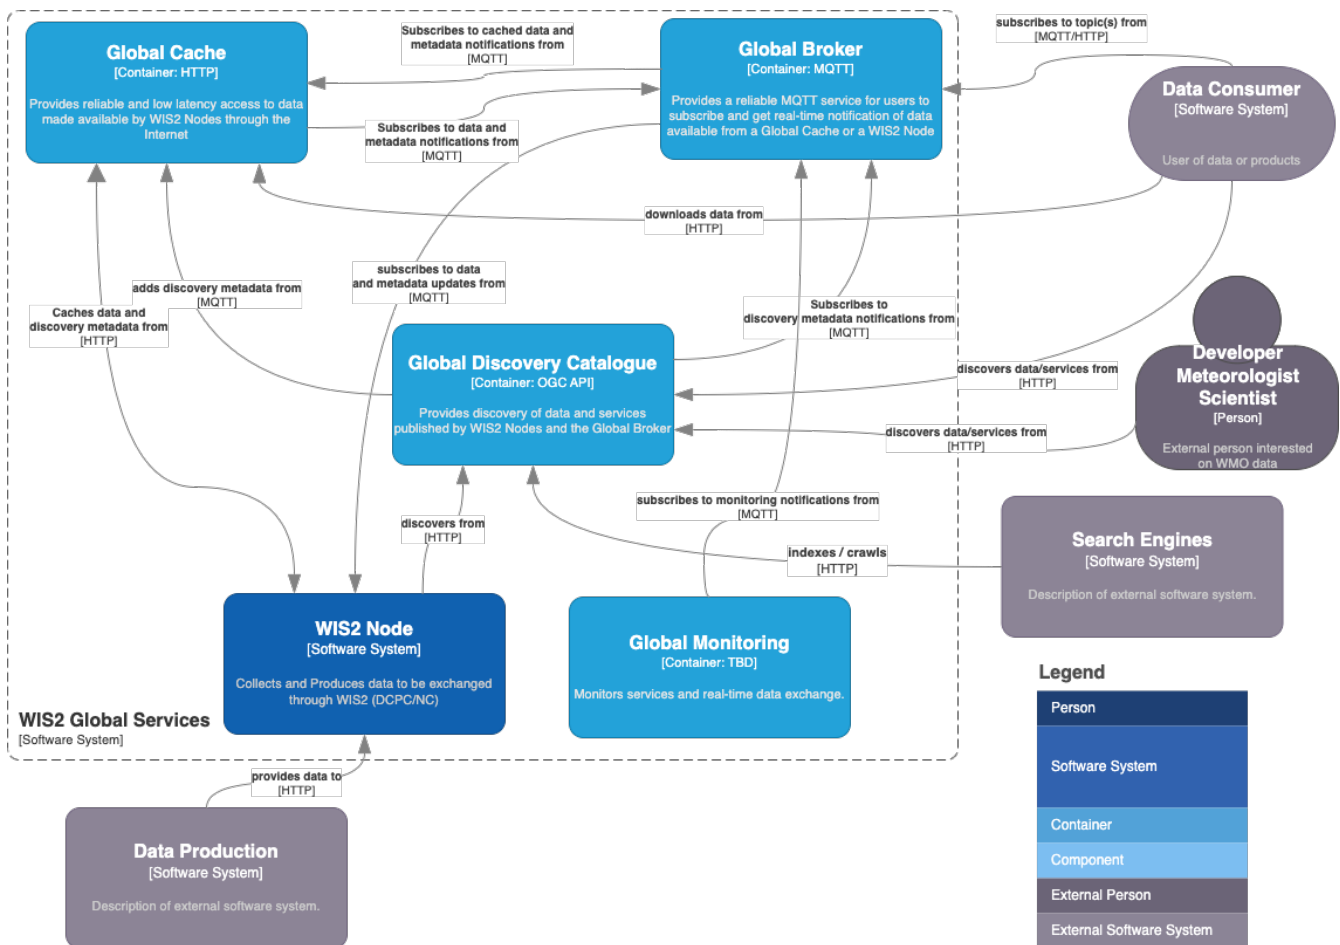 Global Cache
[Container: HTTP]
Provides reliable and low latency access to data
made available by WIS2 Nodes through the
Internet
Subscribes to cached data and
metadata notifications from
[MQTT]
Global Broker
[Container: MQTT]
Provides a reliable MQTT service for users to
subscribe and get real-time notification of data
available from a Global Cache or a WIS2 Node
subscribes to topic(s) from
[MQTT/HTTP]
Data Consumer
[Software System]
User of data or products
Subscribes to data and
metadata notifications from
[MQTT]
downloads data from
[HTTP]
subscribes to data
and metadata updates from
[MQTT]
adds discovery metadata from
[MQTT]
Caches data and
discovery metadata from
[HTTP]
Subscribes to
discovery metadata notifications from
[MQTT]
Global Discovery Catalogue
[Container: OGC API]
Provides discovery of data and services
published by WIS2 Nodes and the Global Broker
discovers data/services from
[HTTP]
Developer
Meteorologist
Scientist
[Person]
External person interested
on WMO data
discovers data/services from
[HTTP]
subscribes to monitoring notifications from
[MQTT]
discovers from
[HTTP]
indexes / crawls
[HTTP]
Search Engines
[Software System]
Description of external software system.
WIS2 Node
[Software System]
Collects and Produces data to be exchanged
through WIS2 (DCPC/NC)
Global Monitoring
[Container: TBD]
Monitors services and real-time data exchange.
WIS2 Global Services
[Software System]
provides data to
[HTTP]
Data Production
[Software System]
Description of external software system.
Legend
Person
Software System
Container
Component
External Person
External Software System